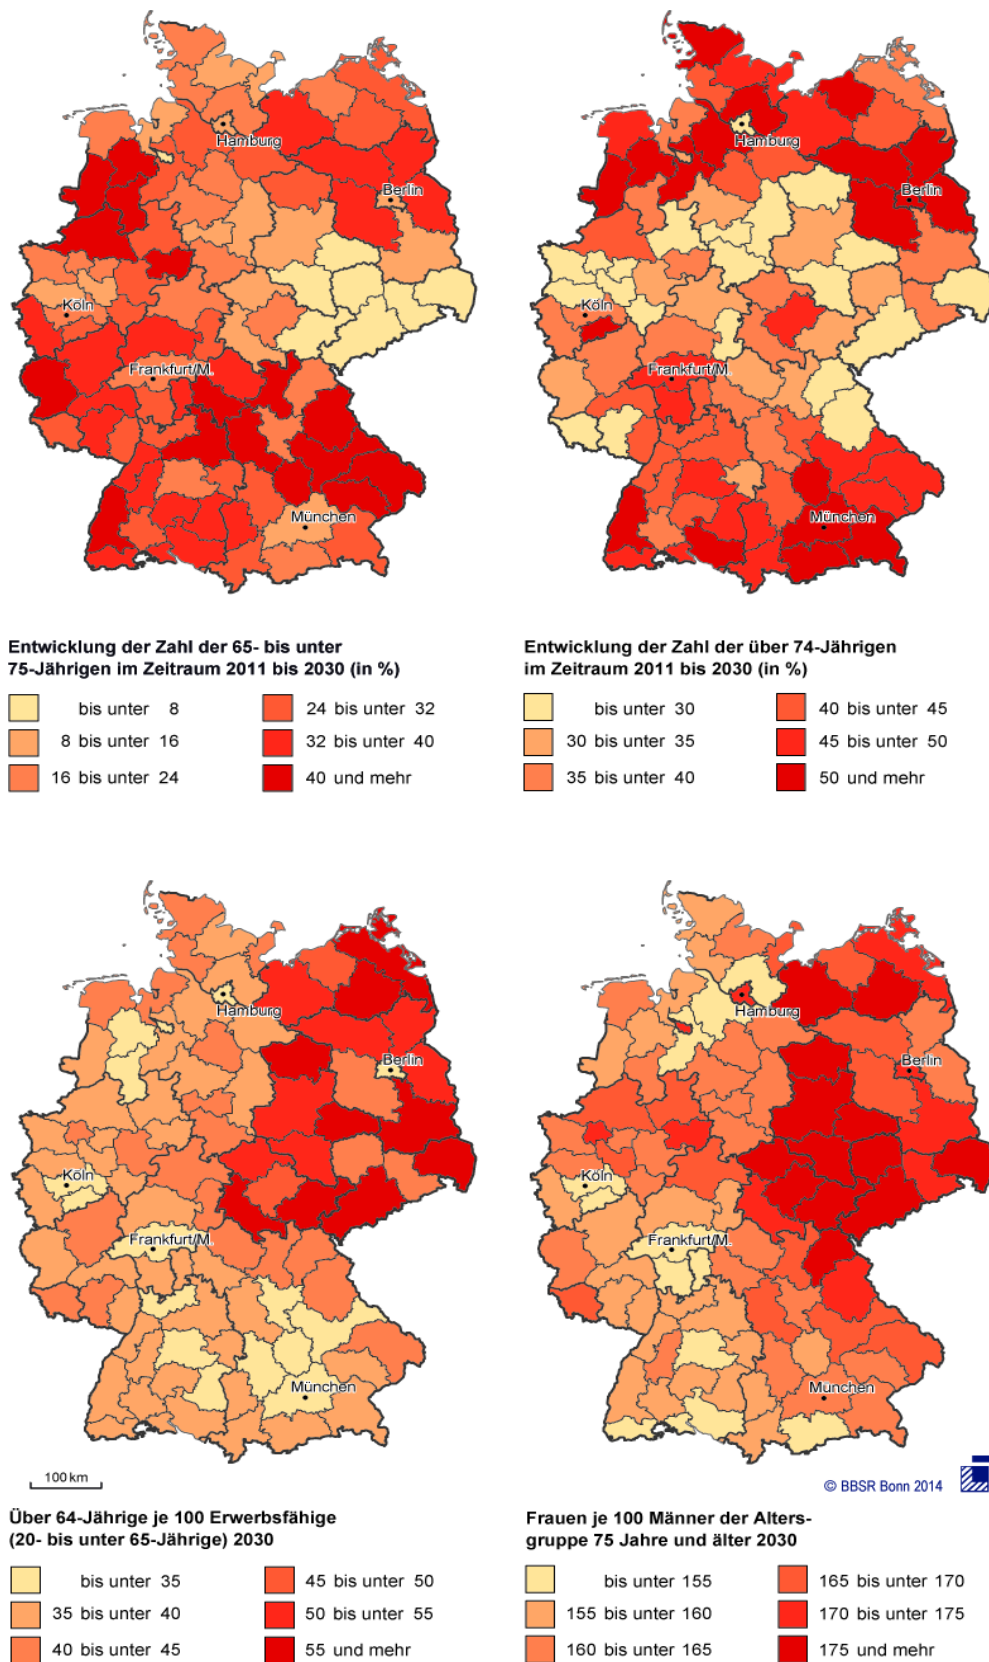 Hamburg
Berlin
Köln
Frankfurt/M.
München
Hamburg
Berlin
Köln
Frankfurt/M.
München
Entwicklung der Zahl der 65- bis unter
75-Jährigen im Zeitraum 2011 bis 2030 (in %)
bis unter 8
8 bis unter 16
16 bis unter 24
24 bis unter 32
32 bis unter 40
40 und mehr
Entwicklung der Zahl der über 74-Jährigen
im Zeitraum 2011 bis 2030 (in %)
bis unter 30
30 bis unter 35
35 bis unter 40
40 bis unter 45
45 bis unter 50
50 und mehr
Hamburg
Berlin
Köln
Frankfurt/M.
München
Hamburg
Berlin
Köln
Frankfurt/M.
München
100 km
© BBSR Bonn 2014
Über 64-Jährige je 100 Erwerbsfähige
(20- bis unter 65-Jährige) 2030
bis unter 35
35 bis unter 40
40 bis unter 45
45 bis unter 50
50 bis unter 55
55 und mehr
Frauen je 100 Männer der Alters-
gruppe 75 Jahre und älter 2030
bis unter 155
155 bis unter 160
160 bis unter 165
165 bis unter 170
170 bis unter 175
175 und mehr